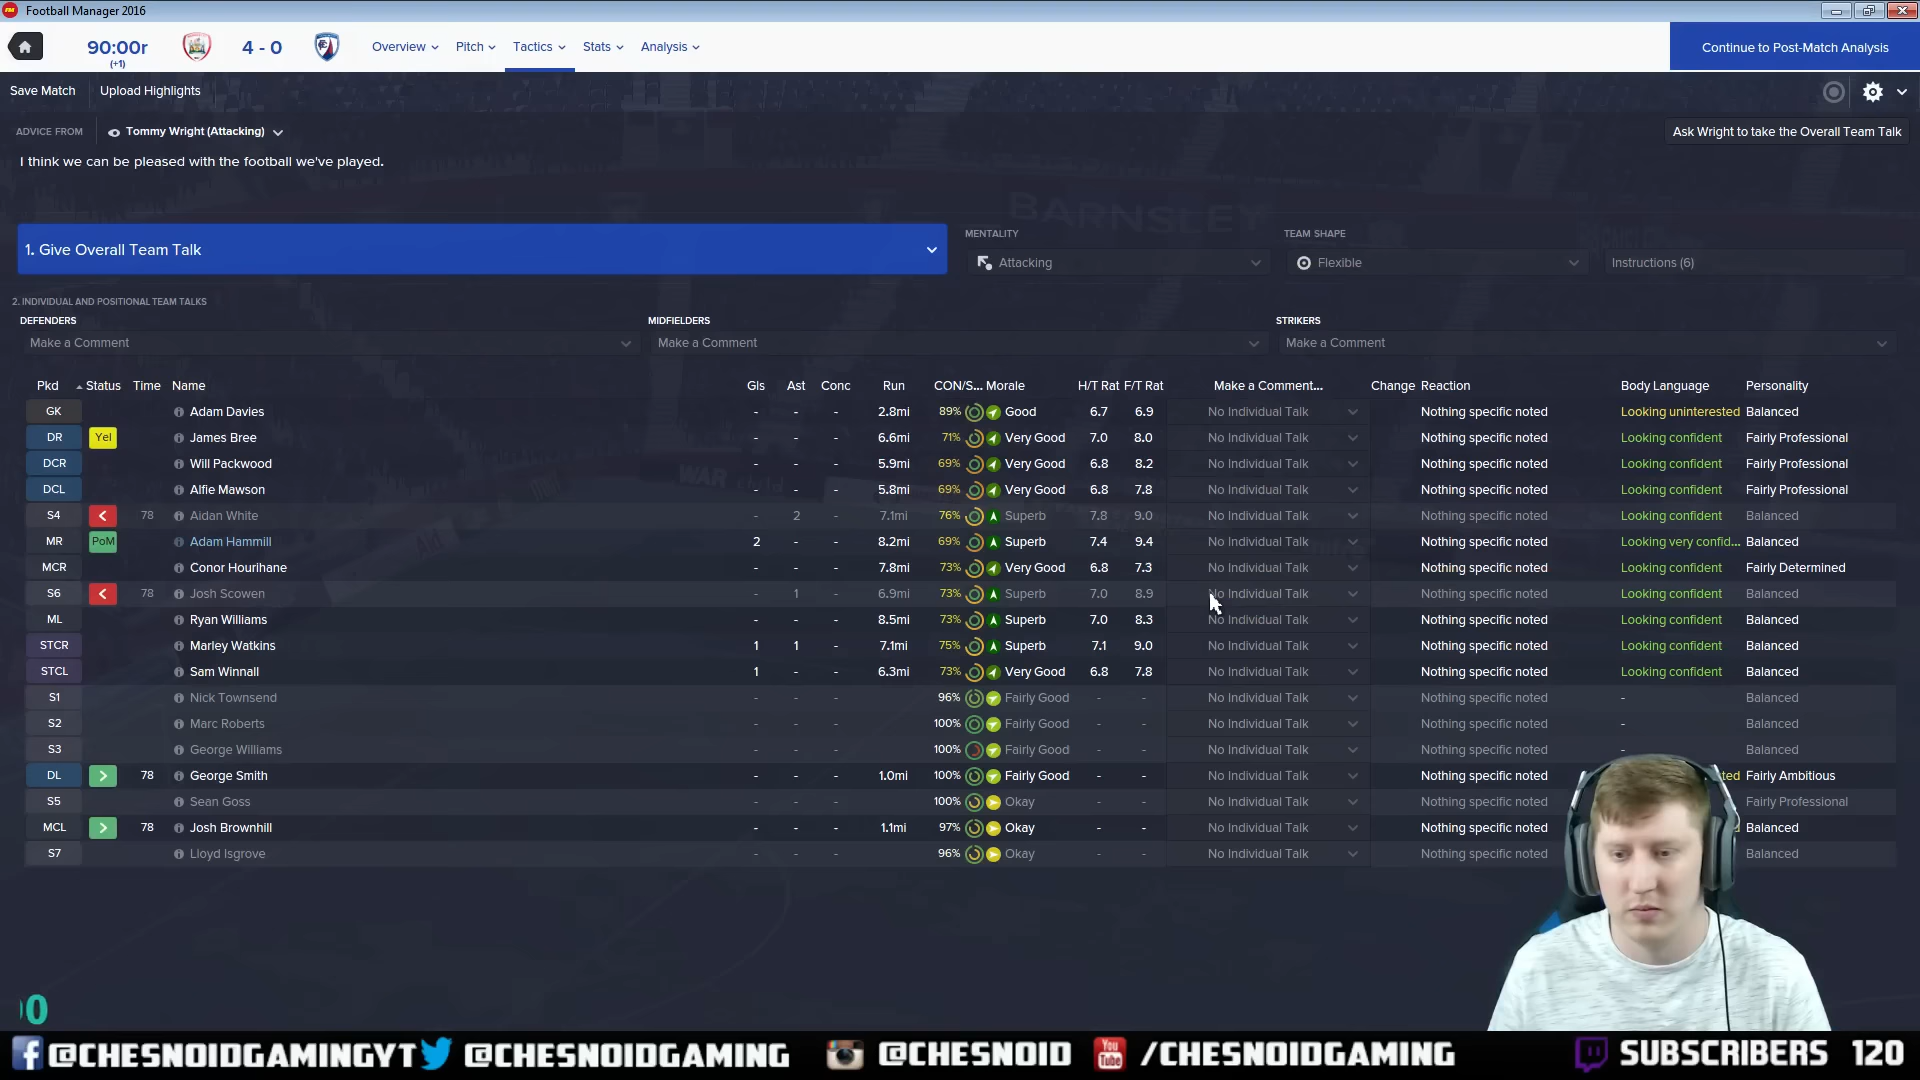 Football Manager 2016
90:00r
(+1)
4 - 0
Overview Pitch Tactics Stats Analysis
Continue to Post-Match Analysis
Save Match Upload Highlights
ADVICE FROM Tommy Wright (Attacking)
Ask Wright to take the Overall Team Talk
I think we can be pleased with the football we've played.
BARNSLEY
1. Give Overall Team Talk
MENTALITY TEAM SHAPE
Attacking Flexible Instructions (6)
2. INDIVIDUAL AND POSITIONAL TEAM TALKS
DEFENDERS MIDFIELDERS STRIKERS
Make a Comment Make a Comment Make a Comment
Pkd Status Time Name Gls Ast Conc Run CON/S... Morale H/T Rat F/T Rat Make a Comment... Change Reaction Body Language Personality
GK Adam Davies - - - 2.8mi 89% Good 6.7 6.9 No Individual Talk Nothing specific noted Looking uninterested Balanced
DR Yel James Bree - - - 6.6mi 71% Very Good 7.0 8.0 No Individual Talk Nothing specific noted Looking confident Fairly Professional
DCR Will Packwood - - - 5.9mi 69% Very Good 6.8 8.2 No Individual Talk Nothing specific noted Looking confident Fairly Professional
DCL Alfie Mawson - - - 5.8mi 69% Very Good 6.8 7.8 No Individual Talk Nothing specific noted Looking confident Fairly Professional
S4 78 Aidan White - 2 - 7.1mi 76% Superb 7.8 9.0 No Individual Talk Nothing specific noted Looking confident Balanced
MR PoM Adam Hammill 2 - - 8.2mi 69% Superb 7.4 9.4 No Individual Talk Nothing specific noted Looking very confid... Balanced
MCR Conor Hourihane - - - 7.8mi 73% Very Good 6.8 7.3 No Individual Talk Nothing specific noted Looking confident Fairly Determined
S6 78 Josh Scowen - 1 - 6.9mi 73% Superb 7.0 8.9 No Individual Talk Nothing specific noted Looking confident Balanced
ML Ryan Williams - - - 8.5mi 73% Superb 7.0 8.3 No Individual Talk Nothing specific noted Looking confident Balanced
STCR Marley Watkins 1 1 - 7.1mi 75% Superb 7.1 9.0 No Individual Talk Nothing specific noted Looking confident Balanced
STCL Sam Winnall 1 - - 6.3mi 73% Very Good 6.8 7.8 No Individual Talk Nothing specific noted Looking confident Balanced
S1 Nick Townsend - - - 96% Fairly Good - - No Individual Talk Nothing specific noted - Balanced
S2 Marc Roberts - - - 100% Fairly Good - - No Individual Talk Nothing specific noted - Balanced
S3 George Williams - - - 100% Fairly Good - - No Individual Talk Nothing specific noted - Balanced
DL 78 George Smith - - - 1.0mi 100% Fairly Good - - No Individual Talk Nothing specific noted ted Fairly Ambitious
S5 Sean Goss - - - 100% Okay - - No Individual Talk Nothing specific noted Fairly Professional
MCL 78 Josh Brownhill - - - 1.1mi 97% Okay - - No Individual Talk Nothing specific noted Balanced
S7 Lloyd Isgrove - - - 96% Okay - - No Individual Talk Nothing specific noted Balanced
@CHESNOIDGAMINGYT @CHESNOIDGAMING @CHESNOID You Tube /CHESNOIDGAMING SUBSCRIBERS 120